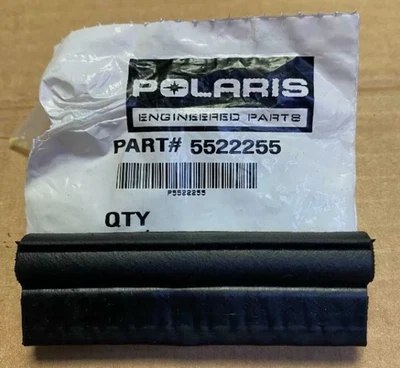 POLARIS
ENGINEERED PARTS
PART# 5522255
P5522255
QTY